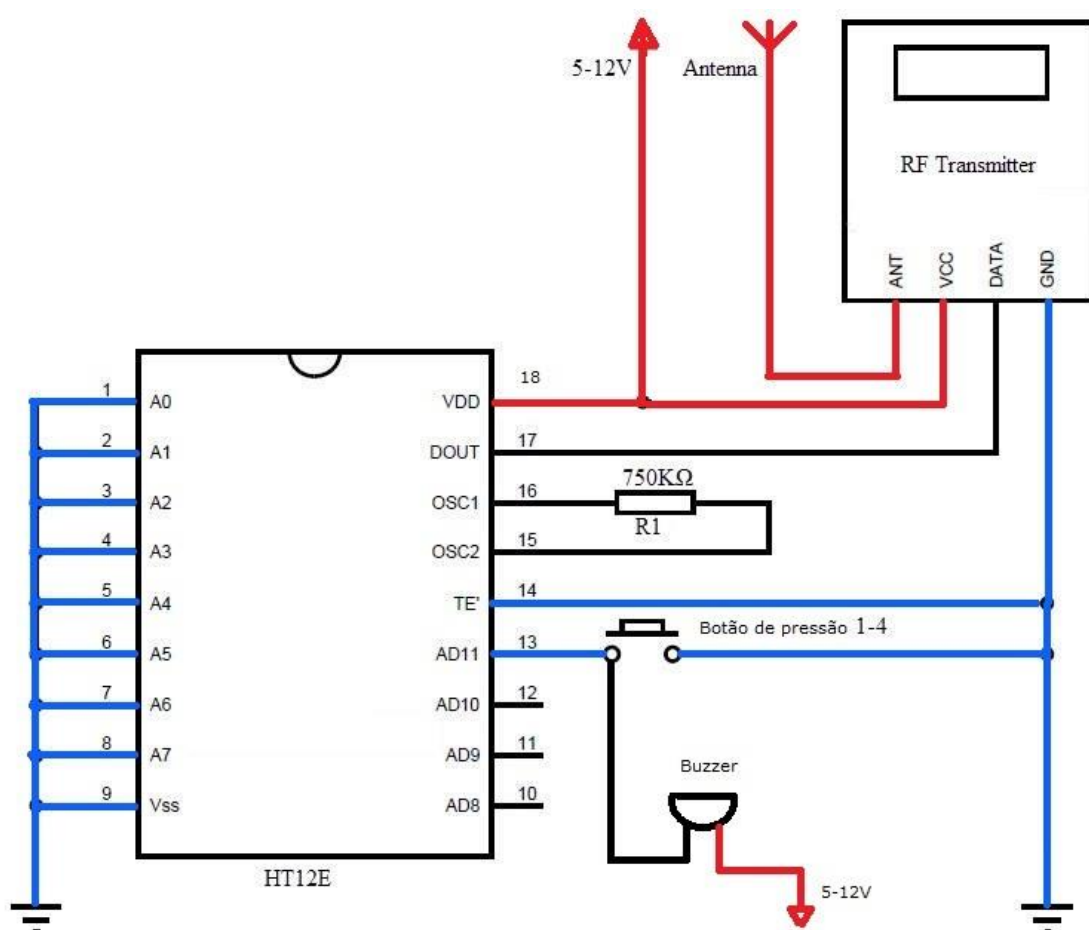 5-12V
Antenna
RF Transmitter
ANT
VCC
DATA
GND
1 A0 VDD 18
2 A1 DOUT 17
3 A2 OSC1 16
750KΩ
R1
4 A3 OSC2 15
5 A4 TE' 14
6 A5 AD11 13
Botão de pressão 1-4
7 A6 AD10 12
8 A7 AD9 11
9 Vss AD8 10
Buzzer
HT12E
5-12V